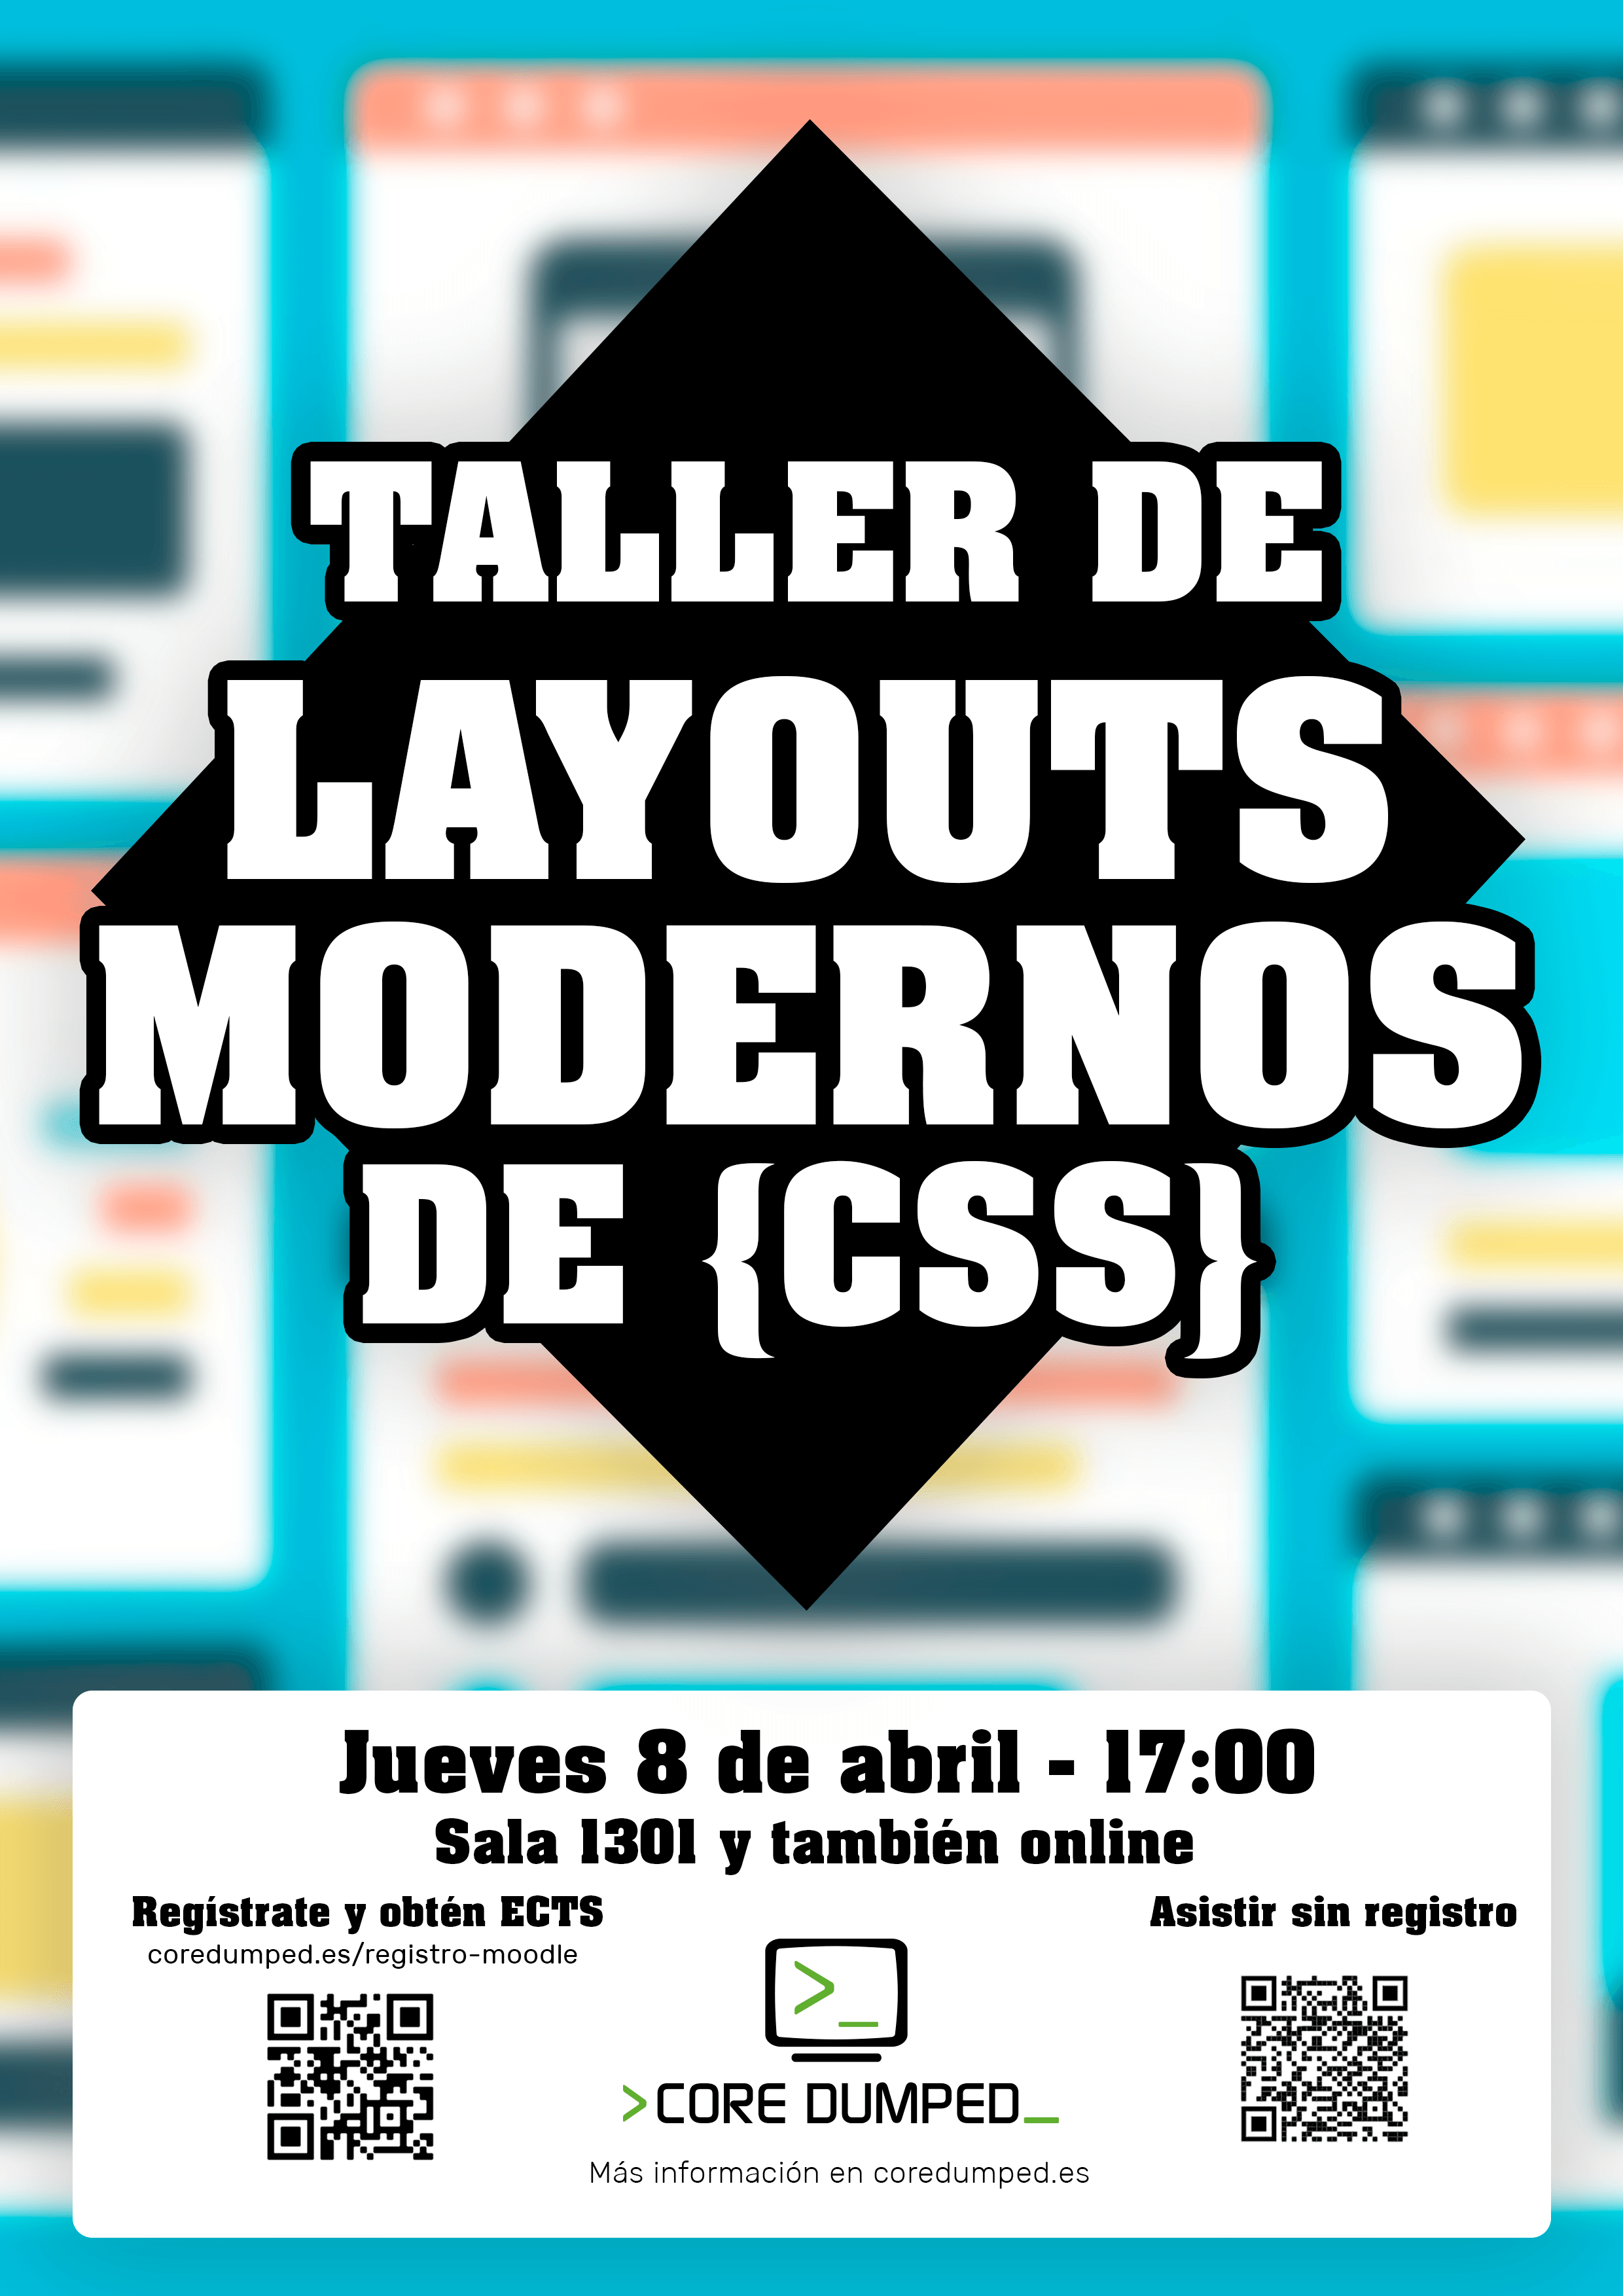 TALLER DE
LAYOUTS
MODERNOS
DE {CSS}
Jueves 8 de abril - 17:00
Sala 1301 y también online
Regístrate y obtén ECTS
coredumped.es/registro-moodle
Asistir sin registro
>_
>CORE DUMPED_
Más información en coredumped.es